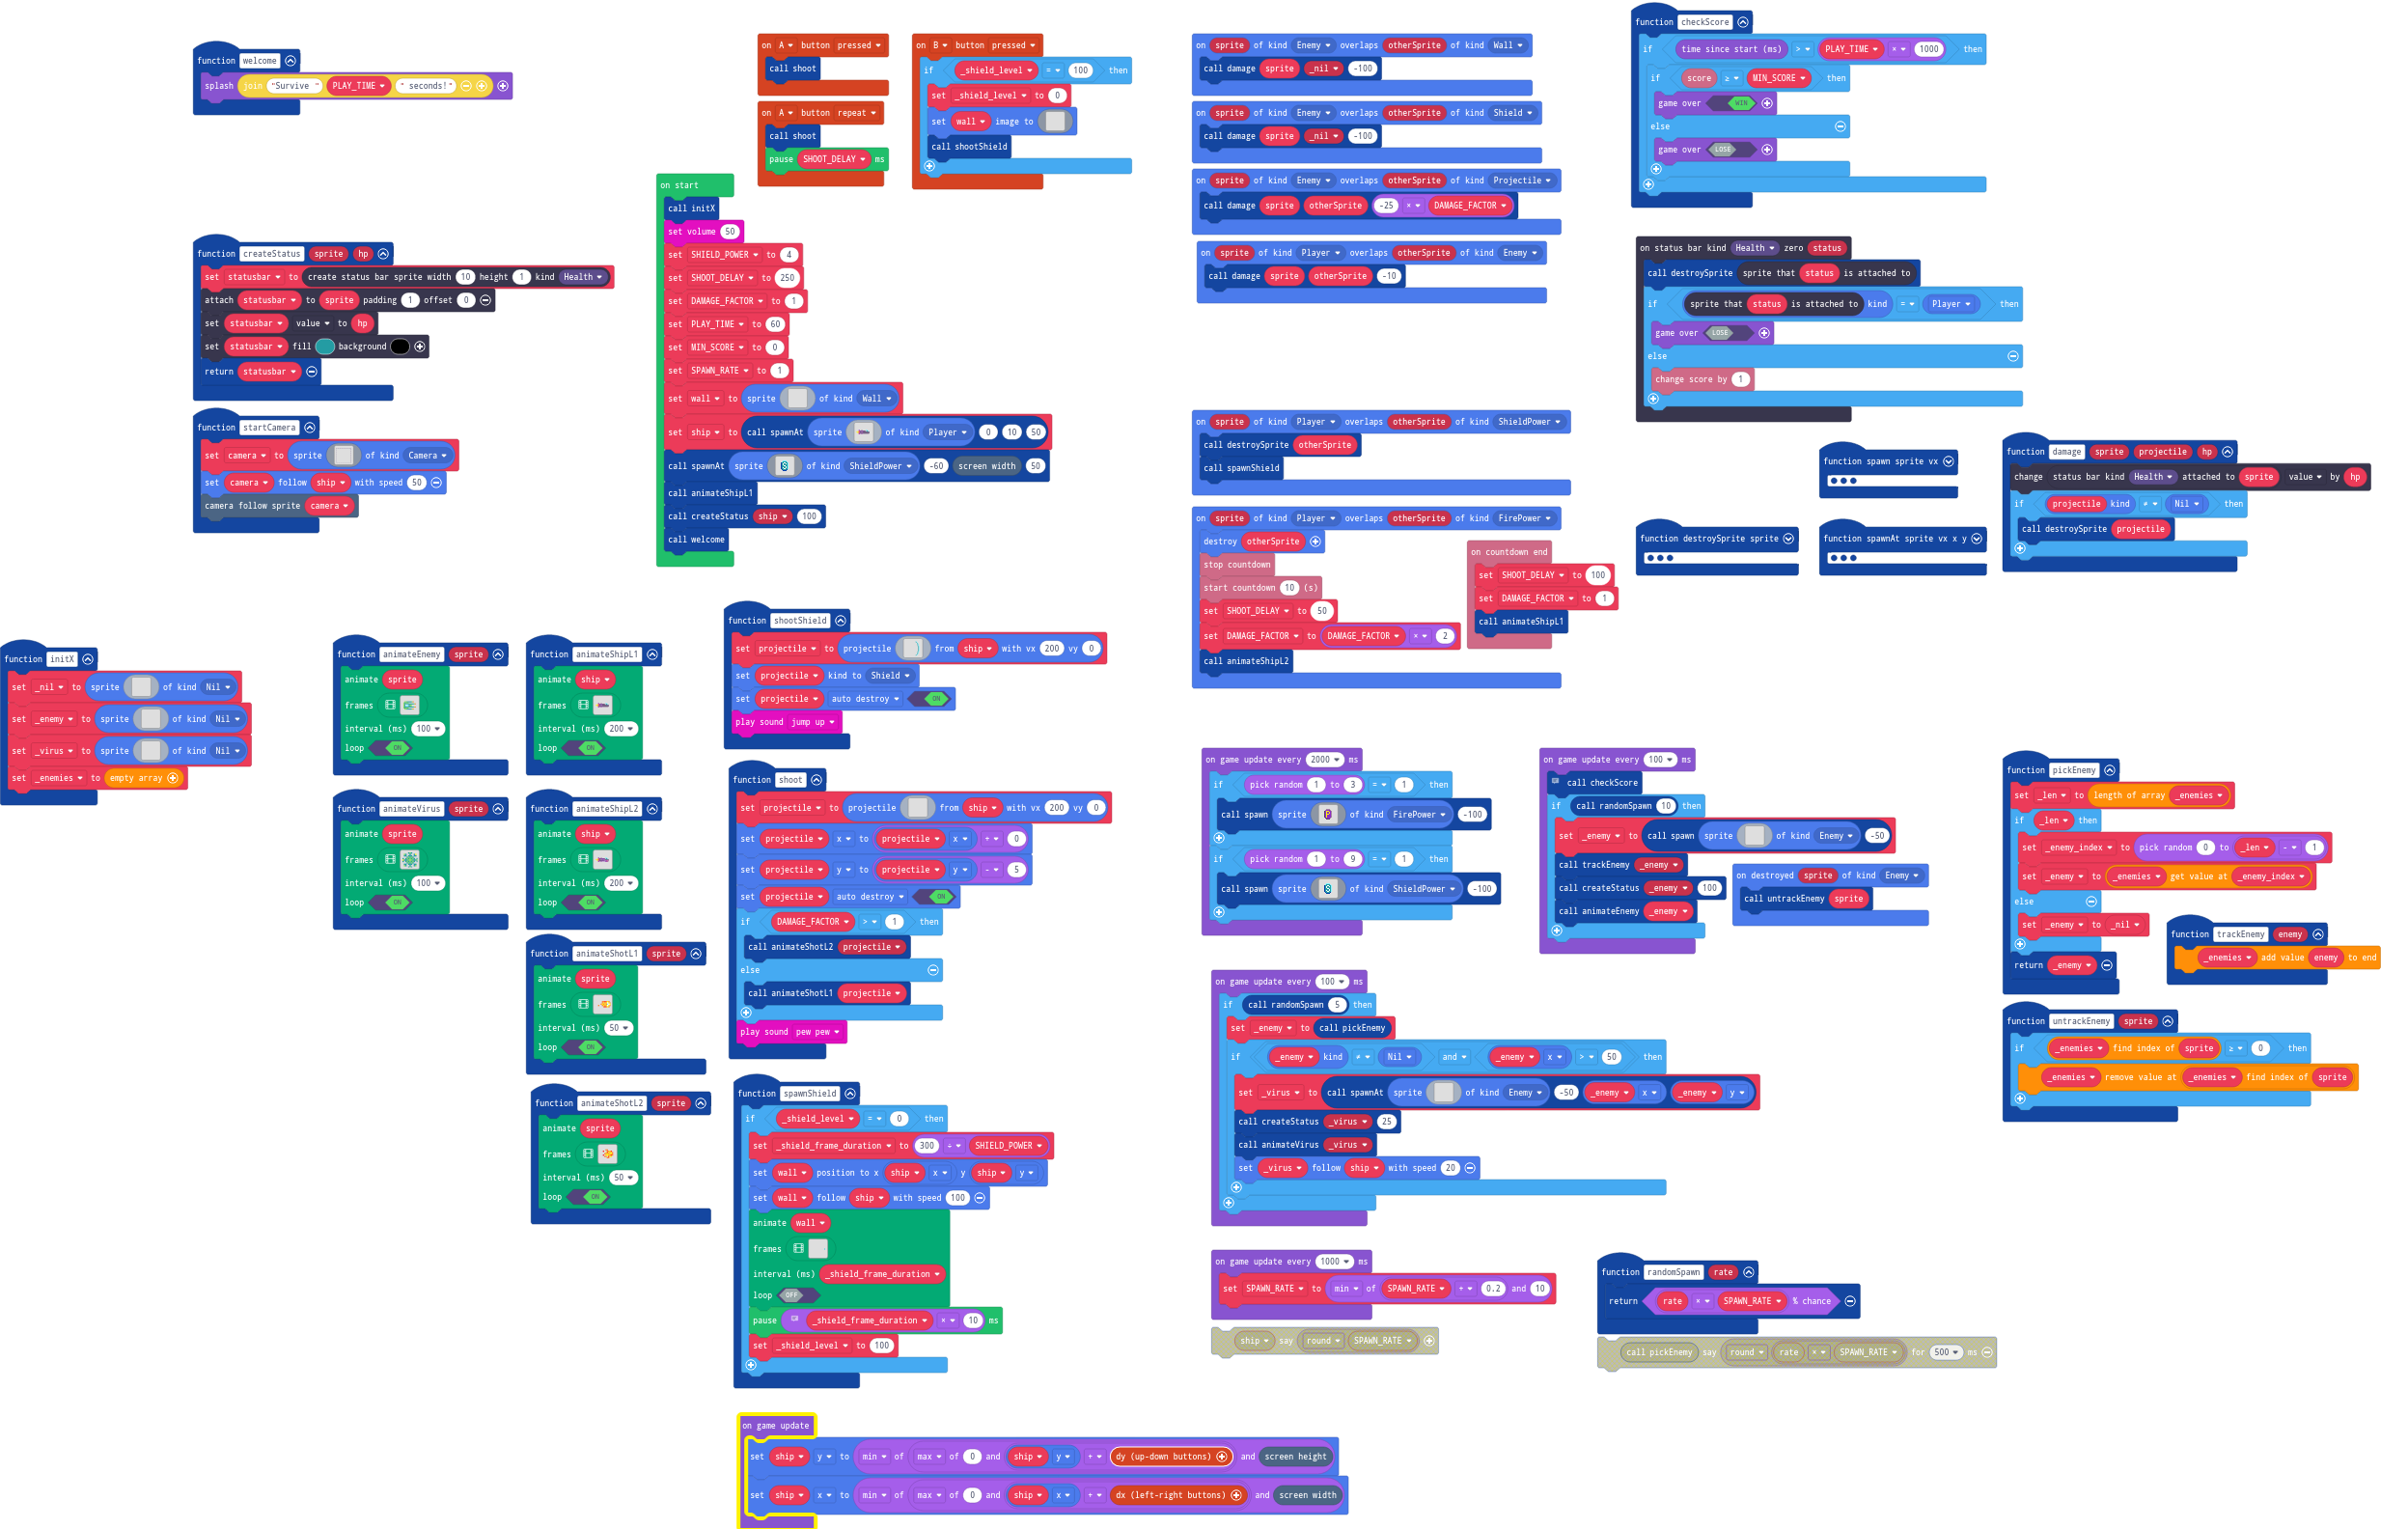 function welcome
splash join "Survive " PLAY_TIME " seconds!"
function createStatus sprite hp
set statusbar to create status bar sprite width 10 height 1 kind Health
attach statusbar to sprite padding 1 offset 0
set statusbar value to hp
set statusbar fill background
return statusbar
function startCamera
set camera to sprite of kind Camera
set camera follow ship with speed 50
camera follow sprite camera
on start
call initX
set volume 50
set SHIELD_POWER to 4
set SHOOT_DELAY to 250
set DAMAGE_FACTOR to 1
set PLAY_TIME to 60
set MIN_SCORE to 0
set SPAWN_RATE to 1
set wall to sprite of kind Wall
set ship to call spawnAt sprite of kind Player 0 10 50
call spawnAt sprite of kind ShieldPower -60 screen width 50
call animateShipL1
call createStatus ship 100
call welcome
on A button pressed
call shoot
on A button repeat
call shoot
pause SHOOT_DELAY ms
on B button pressed
if _shield_level = 100 then
set _shield_level to 0
set wall image to
call shootShield
on sprite of kind Enemy overlaps otherSprite of kind Wall
call damage sprite _nil -100
on sprite of kind Enemy overlaps otherSprite of kind Shield
call damage sprite _nil -100
on sprite of kind Enemy overlaps otherSprite of kind Projectile
call damage sprite otherSprite -25 × DAMAGE_FACTOR
on sprite of kind Player overlaps otherSprite of kind Enemy
call damage sprite otherSprite -10
function checkScore
if time since start (ms) > PLAY_TIME × 1000 then
if score ≥ MIN_SCORE then
game over WIN
else
game over LOSE
on status bar kind Health zero status
call destroySprite sprite that status is attached to
if sprite that status is attached to kind = Player then
game over LOSE
else
change score by 1
on sprite of kind Player overlaps otherSprite of kind ShieldPower
call destroySprite otherSprite
call spawnShield
on sprite of kind Player overlaps otherSprite of kind FirePower
destroy otherSprite
stop countdown
start countdown 10 (s)
set SHOOT_DELAY to 50
set DAMAGE_FACTOR to DAMAGE_FACTOR × 2
call animateShipL2
on countdown end
set SHOOT_DELAY to 100
set DAMAGE_FACTOR to 1
call animateShipL1
function spawn sprite vx
function destroySprite sprite
function spawnAt sprite vx x y
function damage sprite projectile hp
change status bar kind Health attached to sprite value by hp
if projectile kind ≠ Nil then
call destroySprite projectile
function initX
set _nil to sprite of kind Nil
set _enemy to sprite of kind Nil
set _virus to sprite of kind Nil
set _enemies to empty array
function animateEnemy sprite
animate sprite
frames
interval (ms) 100
loop ON
function animateShipL1
animate ship
frames
interval (ms) 200
loop ON
function animateVirus sprite
animate sprite
frames
interval (ms) 100
loop ON
function animateShipL2
animate ship
frames
interval (ms) 200
loop ON
function animateShotL1 sprite
animate sprite
frames
interval (ms) 50
loop ON
function animateShotL2 sprite
animate sprite
frames
interval (ms) 50
loop ON
function shootShield
set projectile to projectile from ship with vx 200 vy 0
set projectile kind to Shield
set projectile auto destroy ON
play sound jump up
function shoot
set projectile to projectile from ship with vx 200 vy 0
set projectile x to projectile x + 0
set projectile y to projectile y - 5
set projectile auto destroy ON
if DAMAGE_FACTOR > 1 then
call animateShotL2 projectile
else
call animateShotL1 projectile
play sound pew pew
function spawnShield
if _shield_level = 0 then
set _shield_frame_duration to 300 ÷ SHIELD_POWER
set wall position to x ship x y ship y
set wall follow ship with speed 100
animate wall
frames
interval (ms) _shield_frame_duration
loop OFF
pause _shield_frame_duration × 10 ms
set _shield_level to 100
on game update every 2000 ms
if pick random 1 to 3 = 1 then
call spawn sprite of kind FirePower -100
if pick random 1 to 9 = 1 then
call spawn sprite of kind ShieldPower -100
on game update every 100 ms
call checkScore
if call randomSpawn 10 then
set _enemy to call spawn sprite of kind Enemy -50
call trackEnemy _enemy
call createStatus _enemy 100
call animateEnemy _enemy
on destroyed sprite of kind Enemy
call untrackEnemy sprite
on game update every 100 ms
if call randomSpawn 5 then
set _enemy to call pickEnemy
if _enemy kind ≠ Nil and _enemy x > 50 then
set _virus to call spawnAt sprite of kind Enemy -50 _enemy x _enemy y
call createStatus _virus 25
call animateVirus _virus
set _virus follow ship with speed 20
on game update every 1000 ms
set SPAWN_RATE to min of SPAWN_RATE + 0.2 and 10
ship say round SPAWN_RATE
function pickEnemy
set _len to length of array _enemies
if _len then
set _enemy_index to pick random 0 to _len - 1
set _enemy to _enemies get value at _enemy_index
else
set _enemy to _nil
return _enemy
function trackEnemy enemy
_enemies add value enemy to end
function untrackEnemy sprite
if _enemies find index of sprite ≥ 0 then
_enemies remove value at _enemies find index of sprite
function randomSpawn rate
return rate × SPAWN_RATE % chance
call pickEnemy say round rate × SPAWN_RATE for 500 ms
on game update
set ship y to min of max of 0 and ship y + dy (up-down buttons) and screen height
set ship x to min of max of 0 and ship x + dx (left-right buttons) and screen width